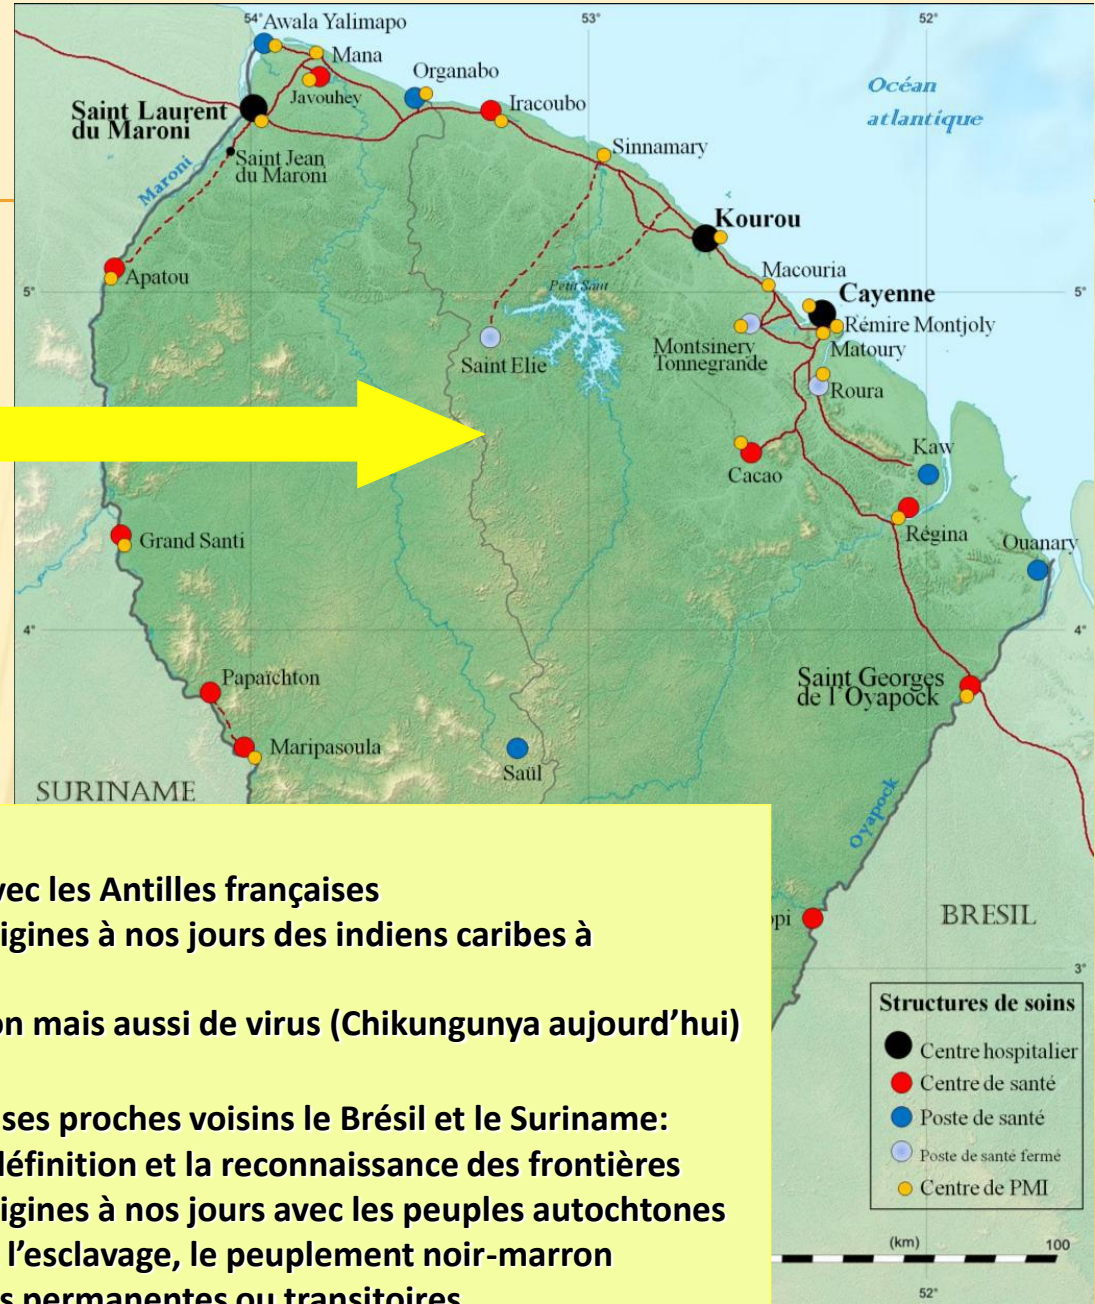 54°
53°
52°
Awala Yalimapo
Mana
Organabo
Javouhey
Iracoubo
Océan
atlantique
Saint Laurent
du Maroni
Sinnamary
Saint Jean
du Maroni
Maroni
Kourou
Macouria
Apatou
5°
Petit Saut
5°
Cayenne
Rémire Montjoly
Montsinery
Tonnegrande
Matoury
Saint Elie
Roura
Kaw
Cacao
Régina
Grand Santi
Ouanary
4°
4°
Papaïchton
Saint Georges
de l'Oyapock
Maripasoula
Saül
SURINAME
Oyapock
vec les Antilles françaises
igines à nos jours des indiens caribes à
opi
BRESIL
3°
on mais aussi de virus (Chikungunya aujourd'hui)
ses proches voisins le Brésil et le Suriname:
définition et la reconnaissance des frontières
igines à nos jours avec les peuples autochtones
l'esclavage, le peuplement noir-marron
s permanentes ou transitoires
Structures de soins
Centre hospitalier
Centre de santé
Poste de santé
Poste de santé fermé
Centre de PMI
(km)
100
52°